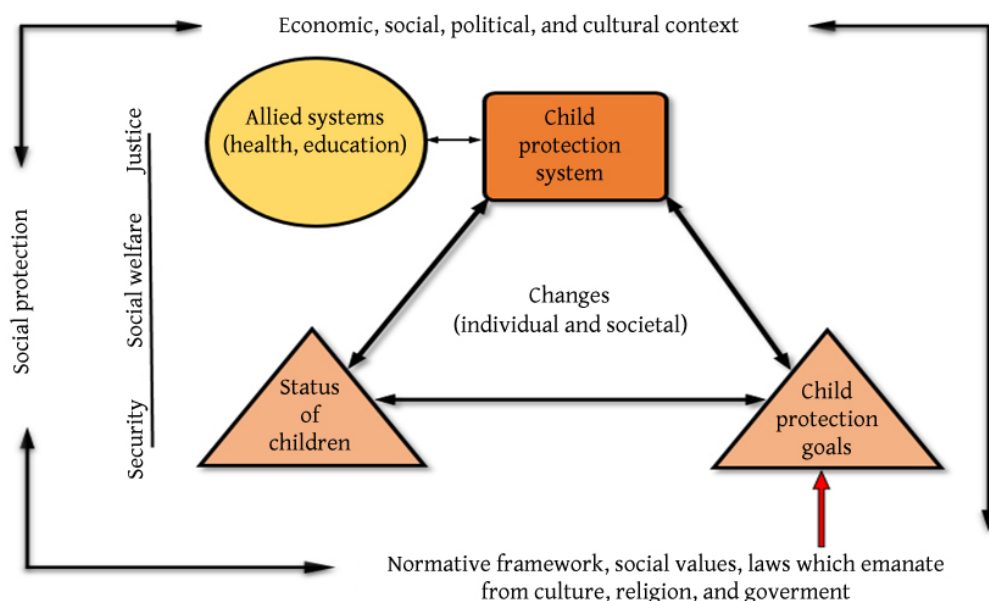 Economic, social, political, and cultural context
Allied systems
(health, education)
Child
protection
system
Justice
Social welfare
Security
Social protection
Changes
(individual and societal)
Status
of
children
Child
protection
goals
Normative framework, social values, laws which emanate
from culture, religion, and goverment